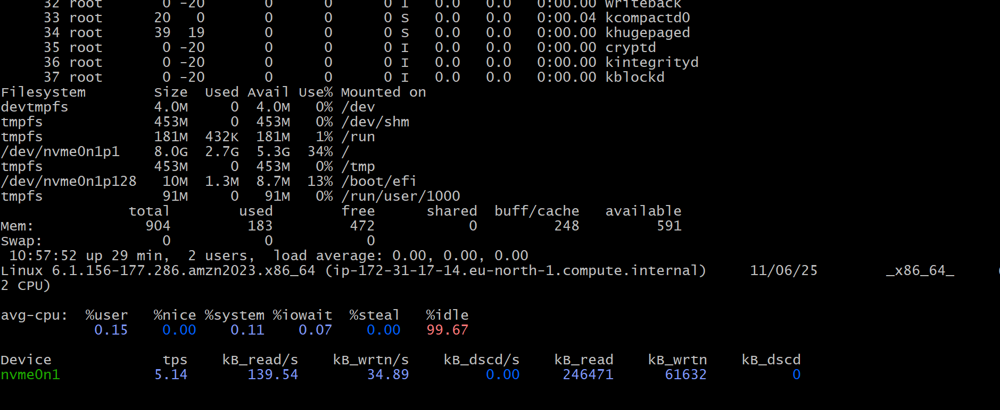 32 root 0 -20 0 0 0 I 0.0 0.0 0:00.00 writeback
33 root 20 0 0 0 0 S 0.0 0.0 0:00.04 kcompactd0
34 root 39 19 0 0 0 S 0.0 0.0 0:00.00 khugepaged
35 root 0 -20 0 0 0 I 0.0 0.0 0:00.00 cryptd
36 root 0 -20 0 0 0 I 0.0 0.0 0:00.00 kintegrityd
37 root 0 -20 0 0 0 I 0.0 0.0 0:00.00 kblockd
Filesystem Size Used Avail Use% Mounted on
devtmpfs 4.0M 0 4.0M 0% /dev
tmpfs 453M 0 453M 0% /dev/shm
tmpfs 181M 432K 181M 1% /run
/dev/nvme0n1p1 8.0G 2.7G 5.3G 34% /
tmpfs 453M 0 453M 0% /tmp
/dev/nvme0n1p128 10M 1.3M 8.7M 13% /boot/efi
tmpfs 91M 0 91M 0% /run/user/1000
total used free shared buff/cache available
Mem: 904 183 472 0 248 591
Swap: 0 0 0
10:57:52 up 29 min, 2 users, load average: 0.00, 0.00, 0.00
Linux 6.1.156-177.286.amzn2023.x86_64 (ip-172-31-17-14.eu-north-1.compute.internal) 11/06/25 _x86_64_ (
2 CPU)
avg-cpu: %user %nice %system %iowait %steal %idle
0.15 0.00 0.11 0.07 0.00 99.67
Device tps kB_read/s kB_wrtn/s kB_dscd/s kB_read kB_wrtn kB_dscd
nvme0n1 5.14 139.54 34.89 0.00 246471 61632 0